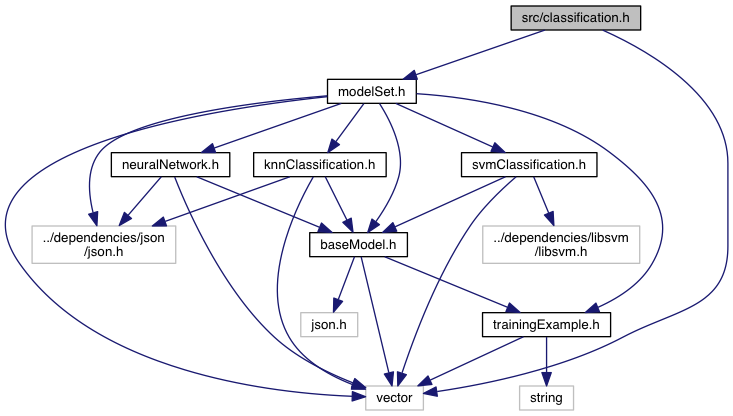 src/classification.h
modelSet.h
neuralNetwork.h
knnClassification.h
svmClassification.h
../dependencies/json
/json.h
baseModel.h
../dependencies/libsvm
/libsvm.h
json.h
trainingExample.h
vector
string